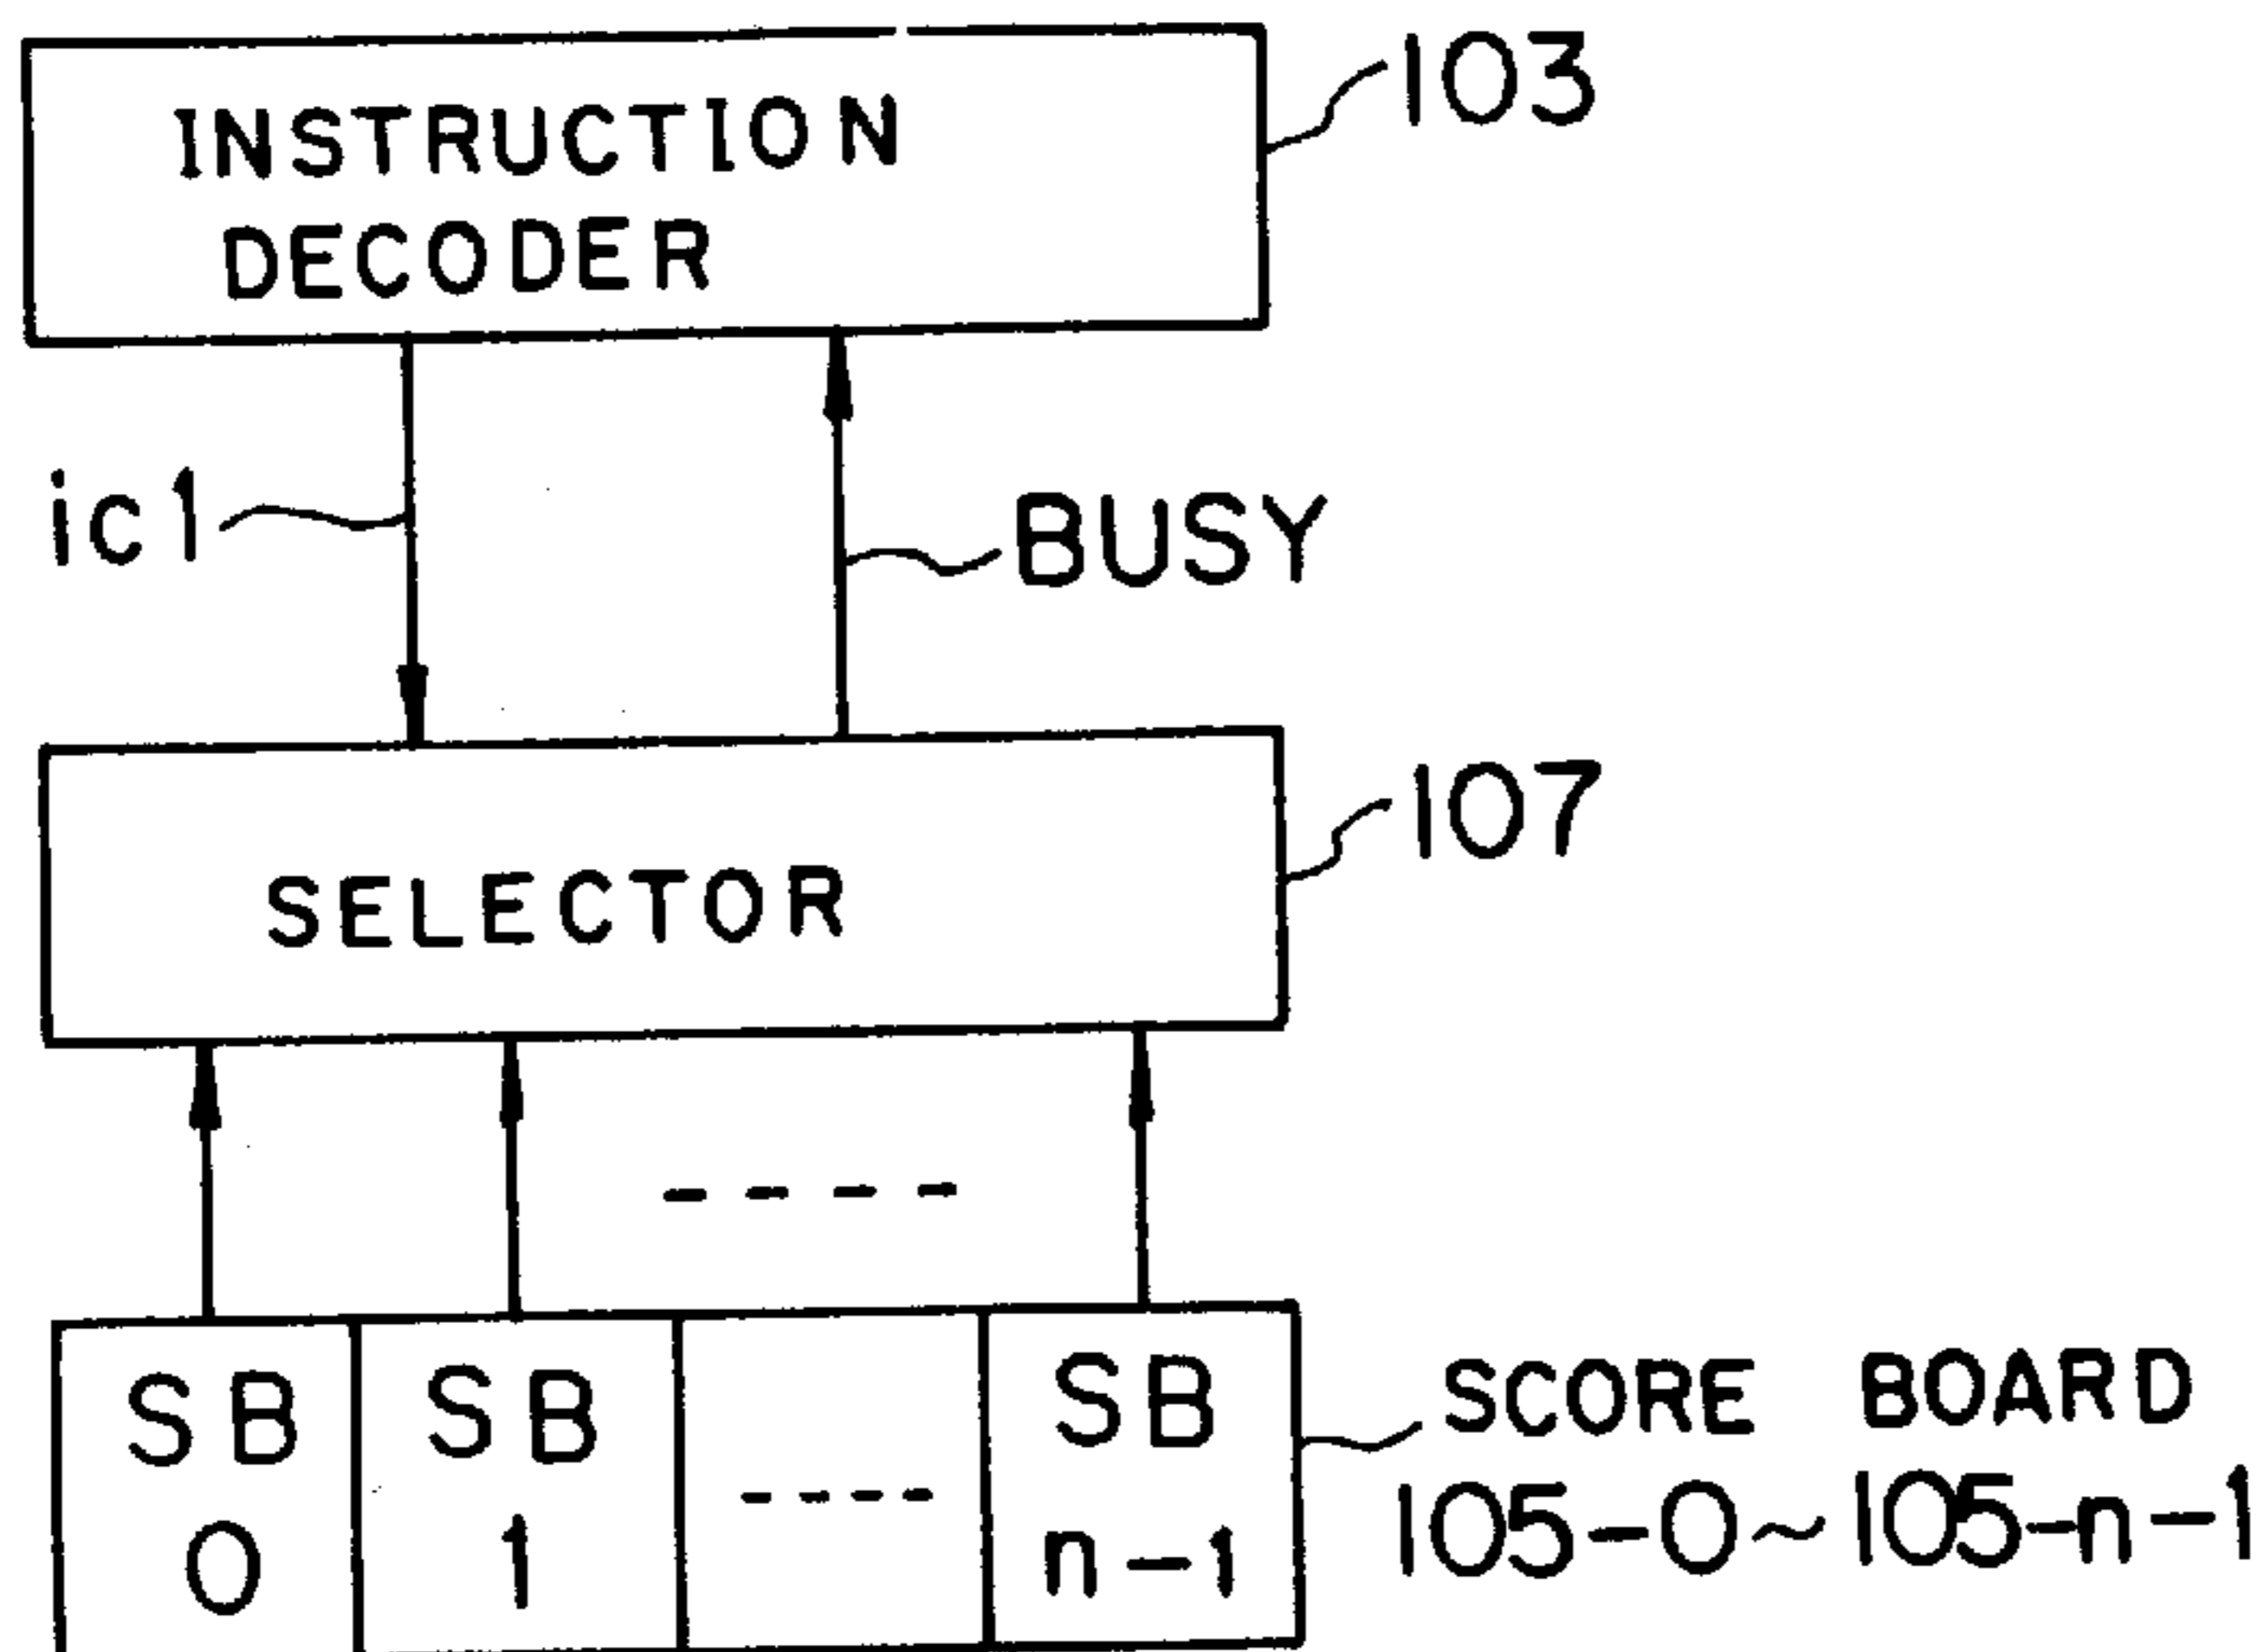 INSTRUCTION
DECODER
103
ic1
BUSY
SELECTOR
107
SB
0
SB
1
SB
n-1
SCORE BOARD
105-0~105-n-1